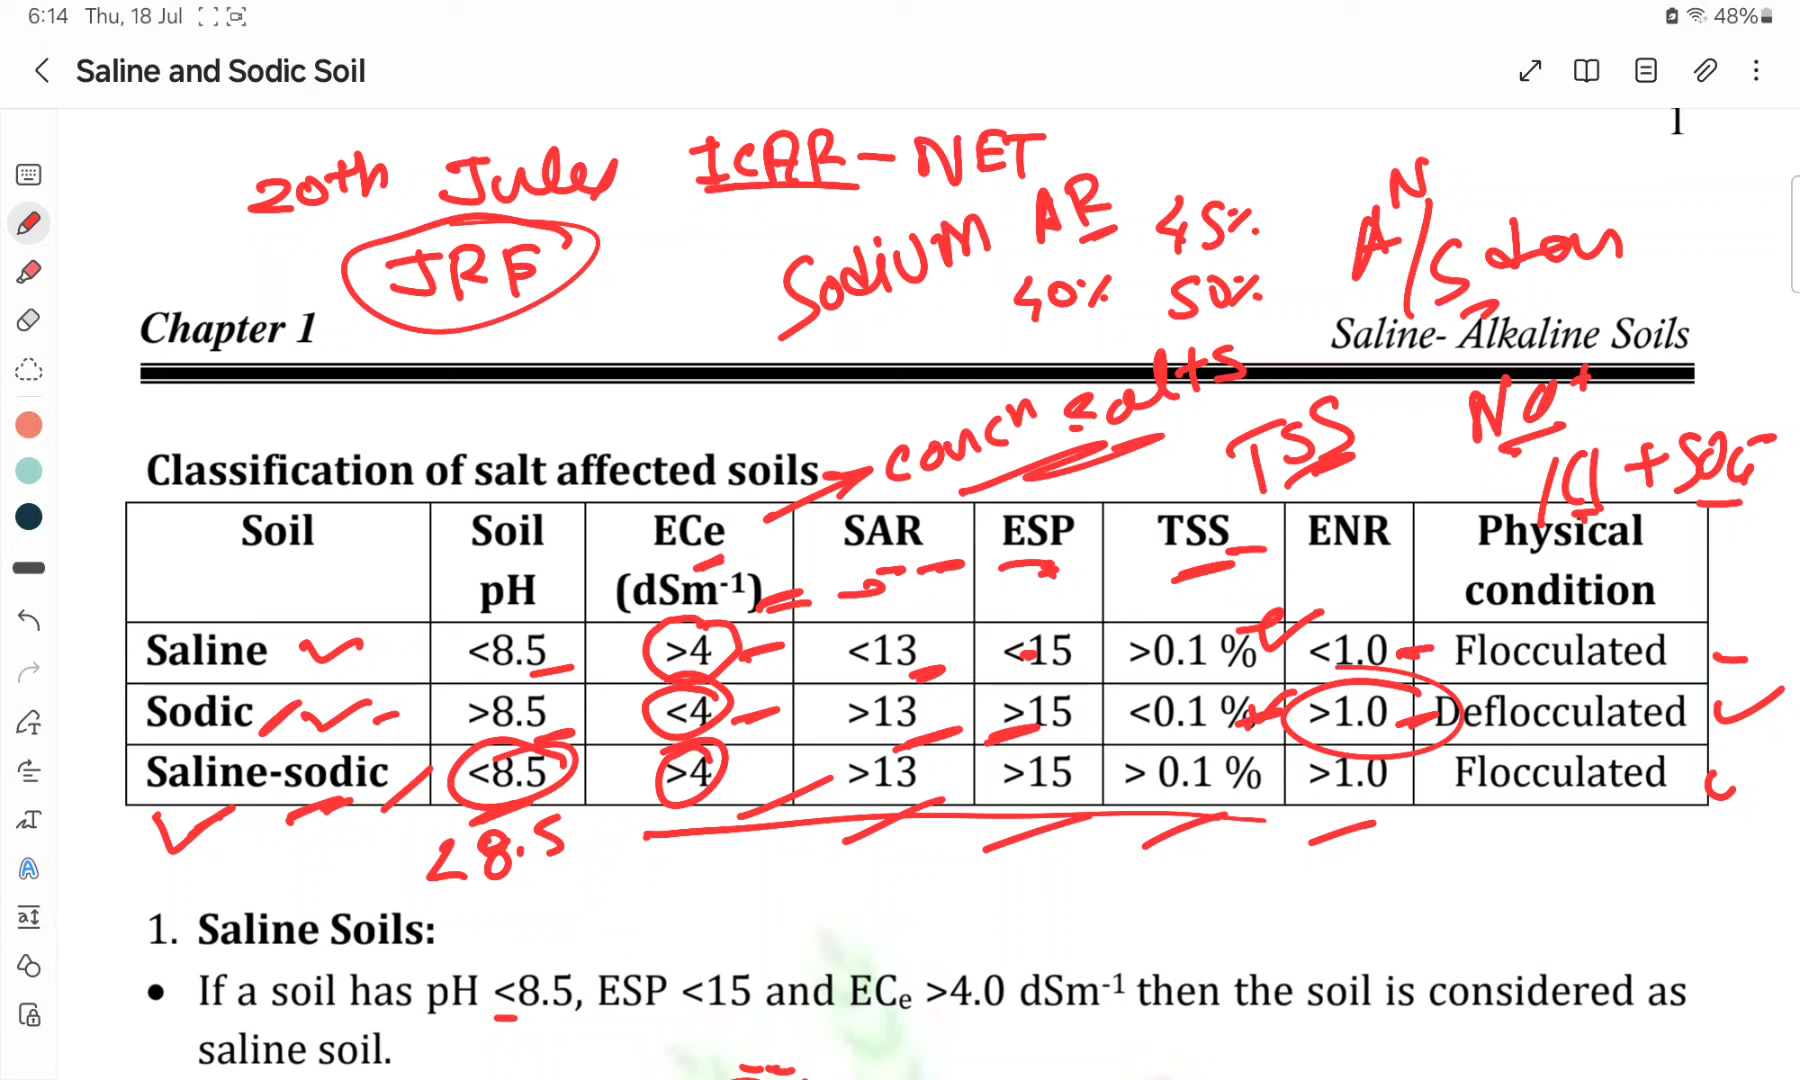 6:14 Thu, 18 Jul 48%
Saline and Sodic Soil
1
20th July ICAR-NET
JRF
Sodium AR 45%
40% 50%
AN/Sdon
Chapter 1 Saline- Alkaline Soils
concn salts
TSS
Na+
/Cl + SO4-
Classification of salt affected soils
Soil Soil pH ECe (dSm-1) SAR ESP TSS ENR Physical condition
Saline <8.5 >4 <13 <15 >0.1 % <1.0 Flocculated
Sodic >8.5 <4 >13 >15 <0.1 % >1.0 Deflocculated
Saline-sodic <8.5 >4 >13 >15 > 0.1 % >1.0 Flocculated
<8.5
1. Saline Soils:
• If a soil has pH <8.5, ESP <15 and ECe >4.0 dSm-1 then the soil is considered as
saline soil.